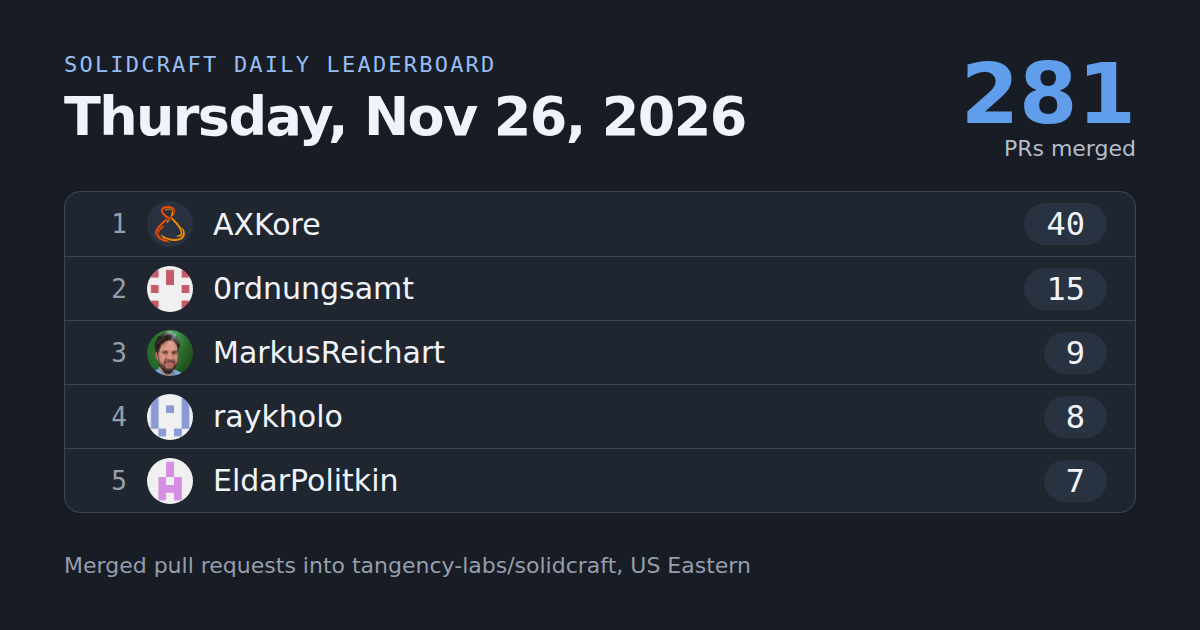 SOLIDCRAFT DAILY LEADERBOARD
Thursday, Nov 26, 2026
281
PRs merged
1 AXKore 40
2 0rdnungsamt 15
3 MarkusReichart 9
4 raykholo 8
5 EldarPolitkin 7
Merged pull requests into tangency-labs/solidcraft, US Eastern